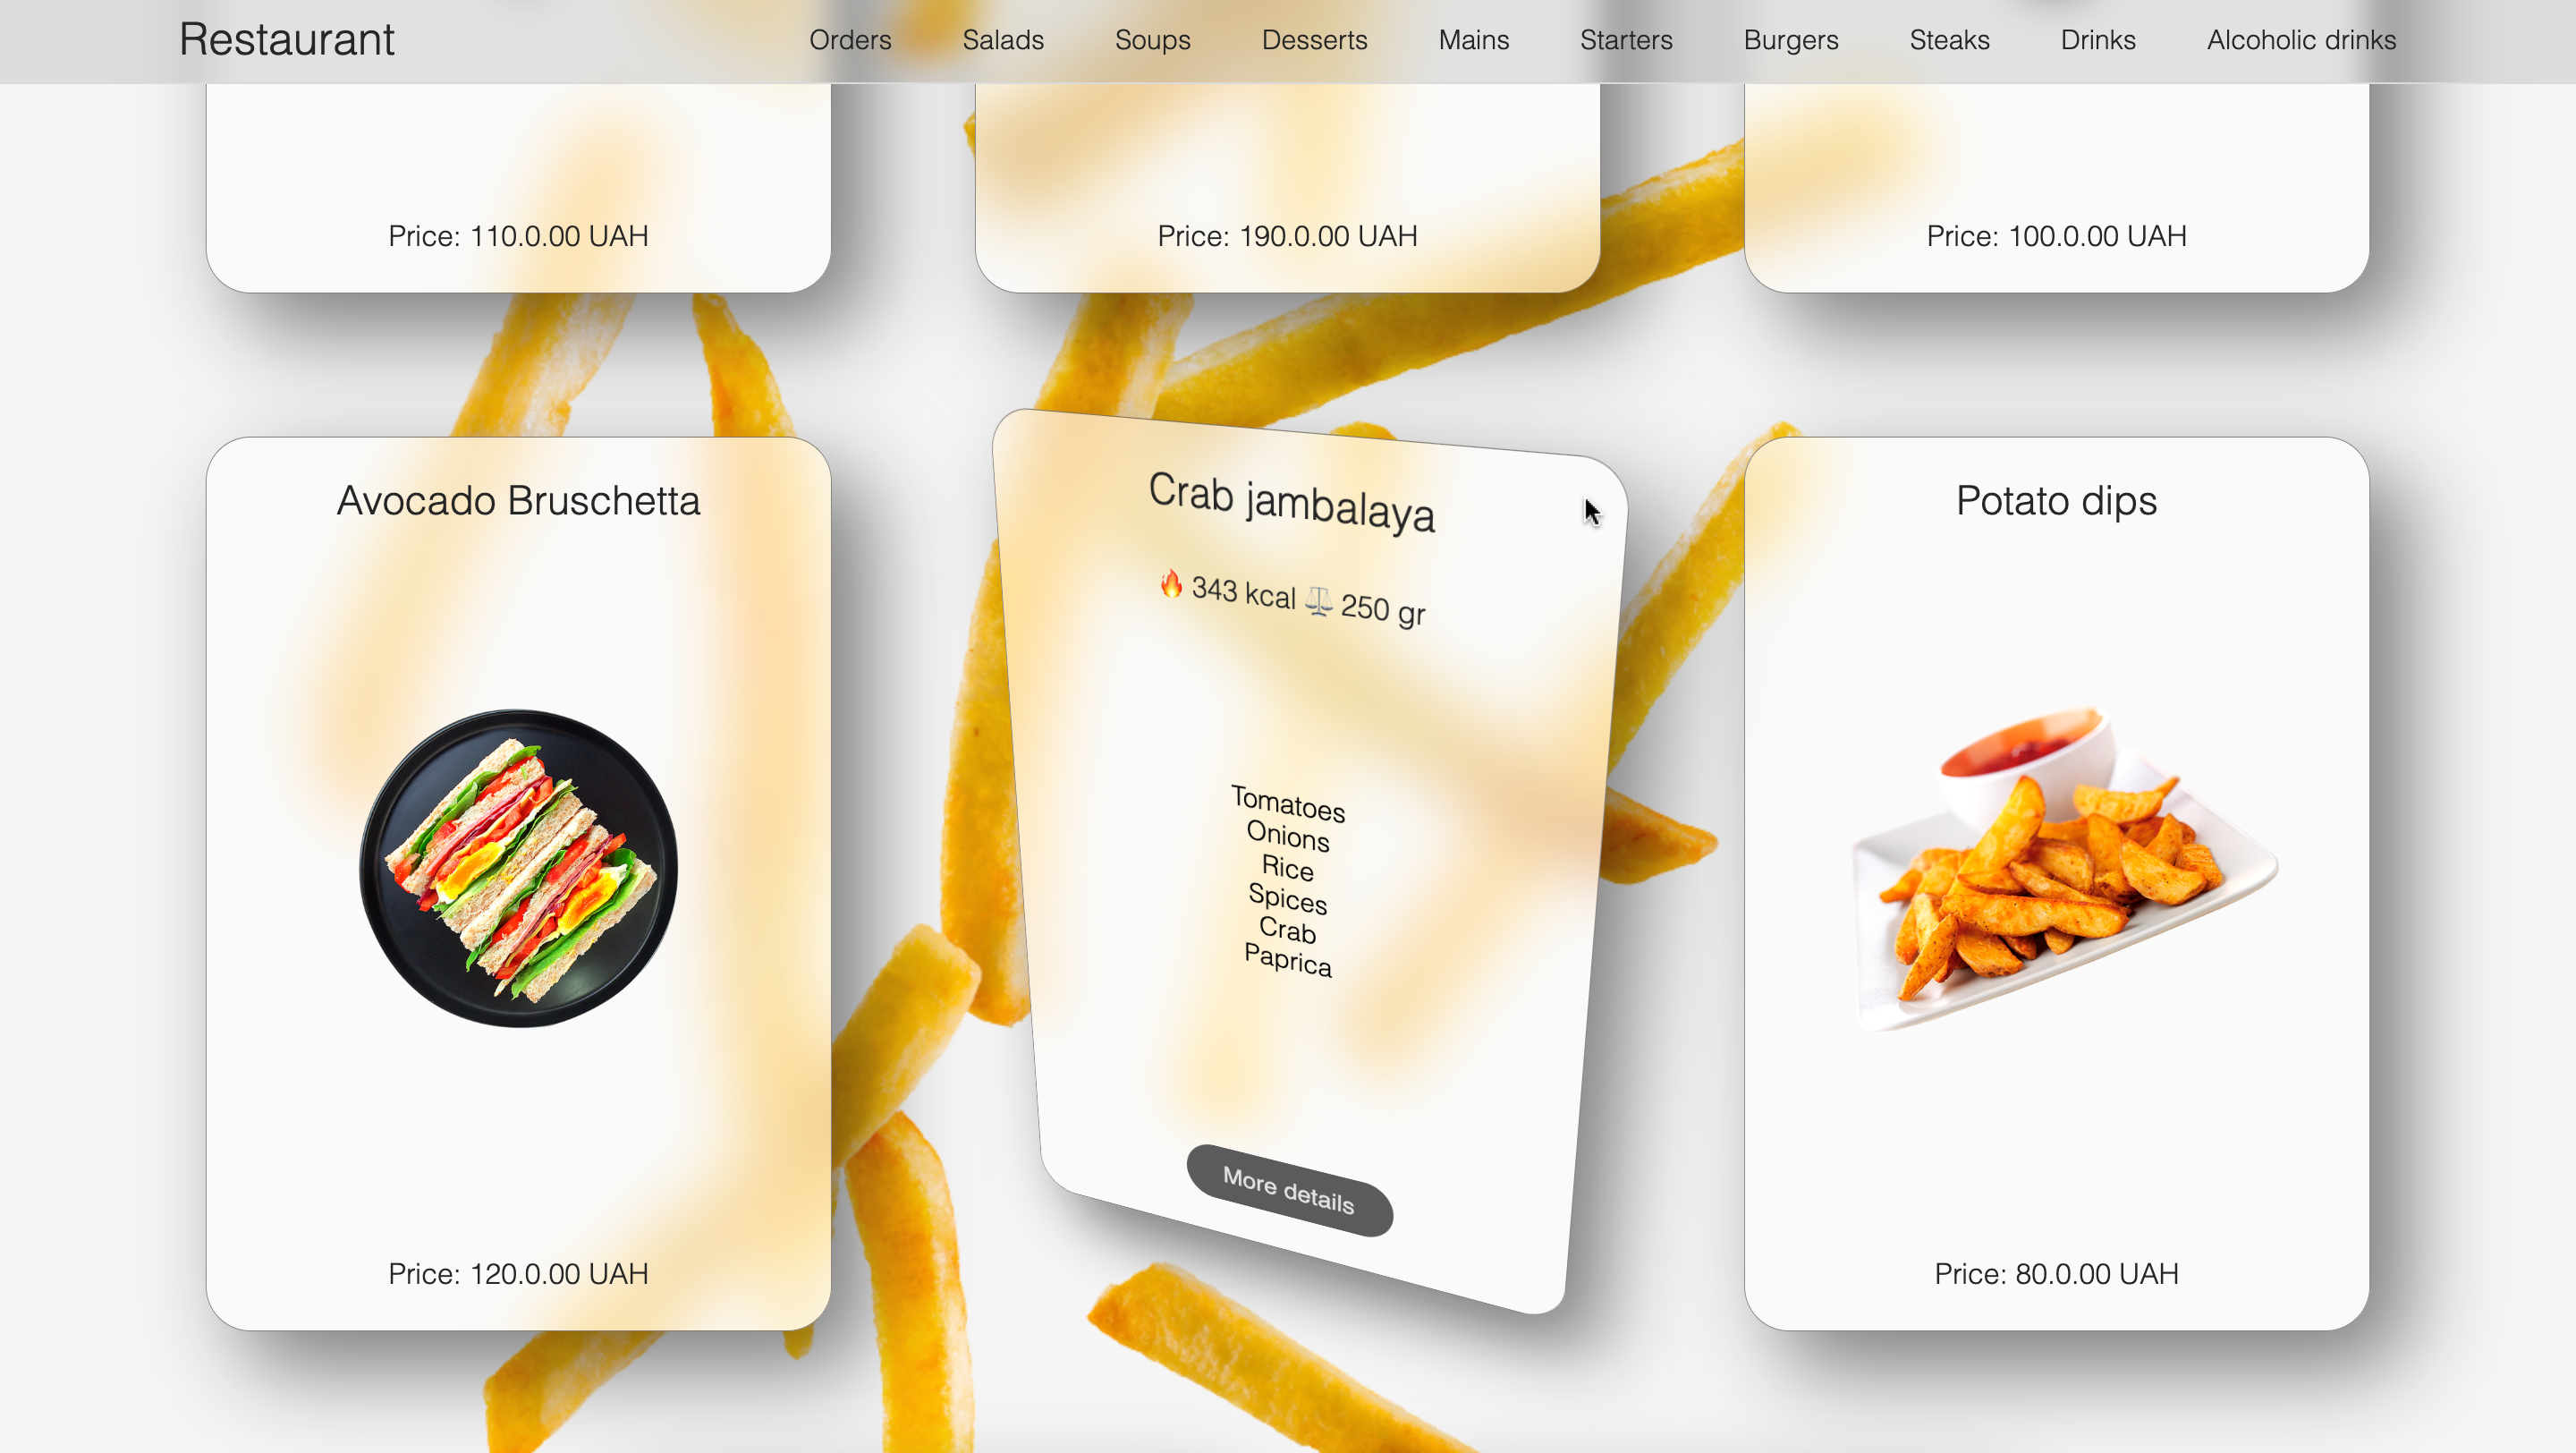 Restaurant
Orders Salads Soups Desserts Mains Starters Burgers Steaks Drinks Alcoholic drinks
Price: 110.0.00 UAH
Price: 190.0.00 UAH
Price: 100.0.00 UAH
Avocado Bruschetta
Price: 120.0.00 UAH
Crab jambalaya
🔥 343 kcal ⚖️ 250 gr
Tomatoes
Onions
Rice
Spices
Crab
Paprica
More details
Potato dips
Price: 80.0.00 UAH